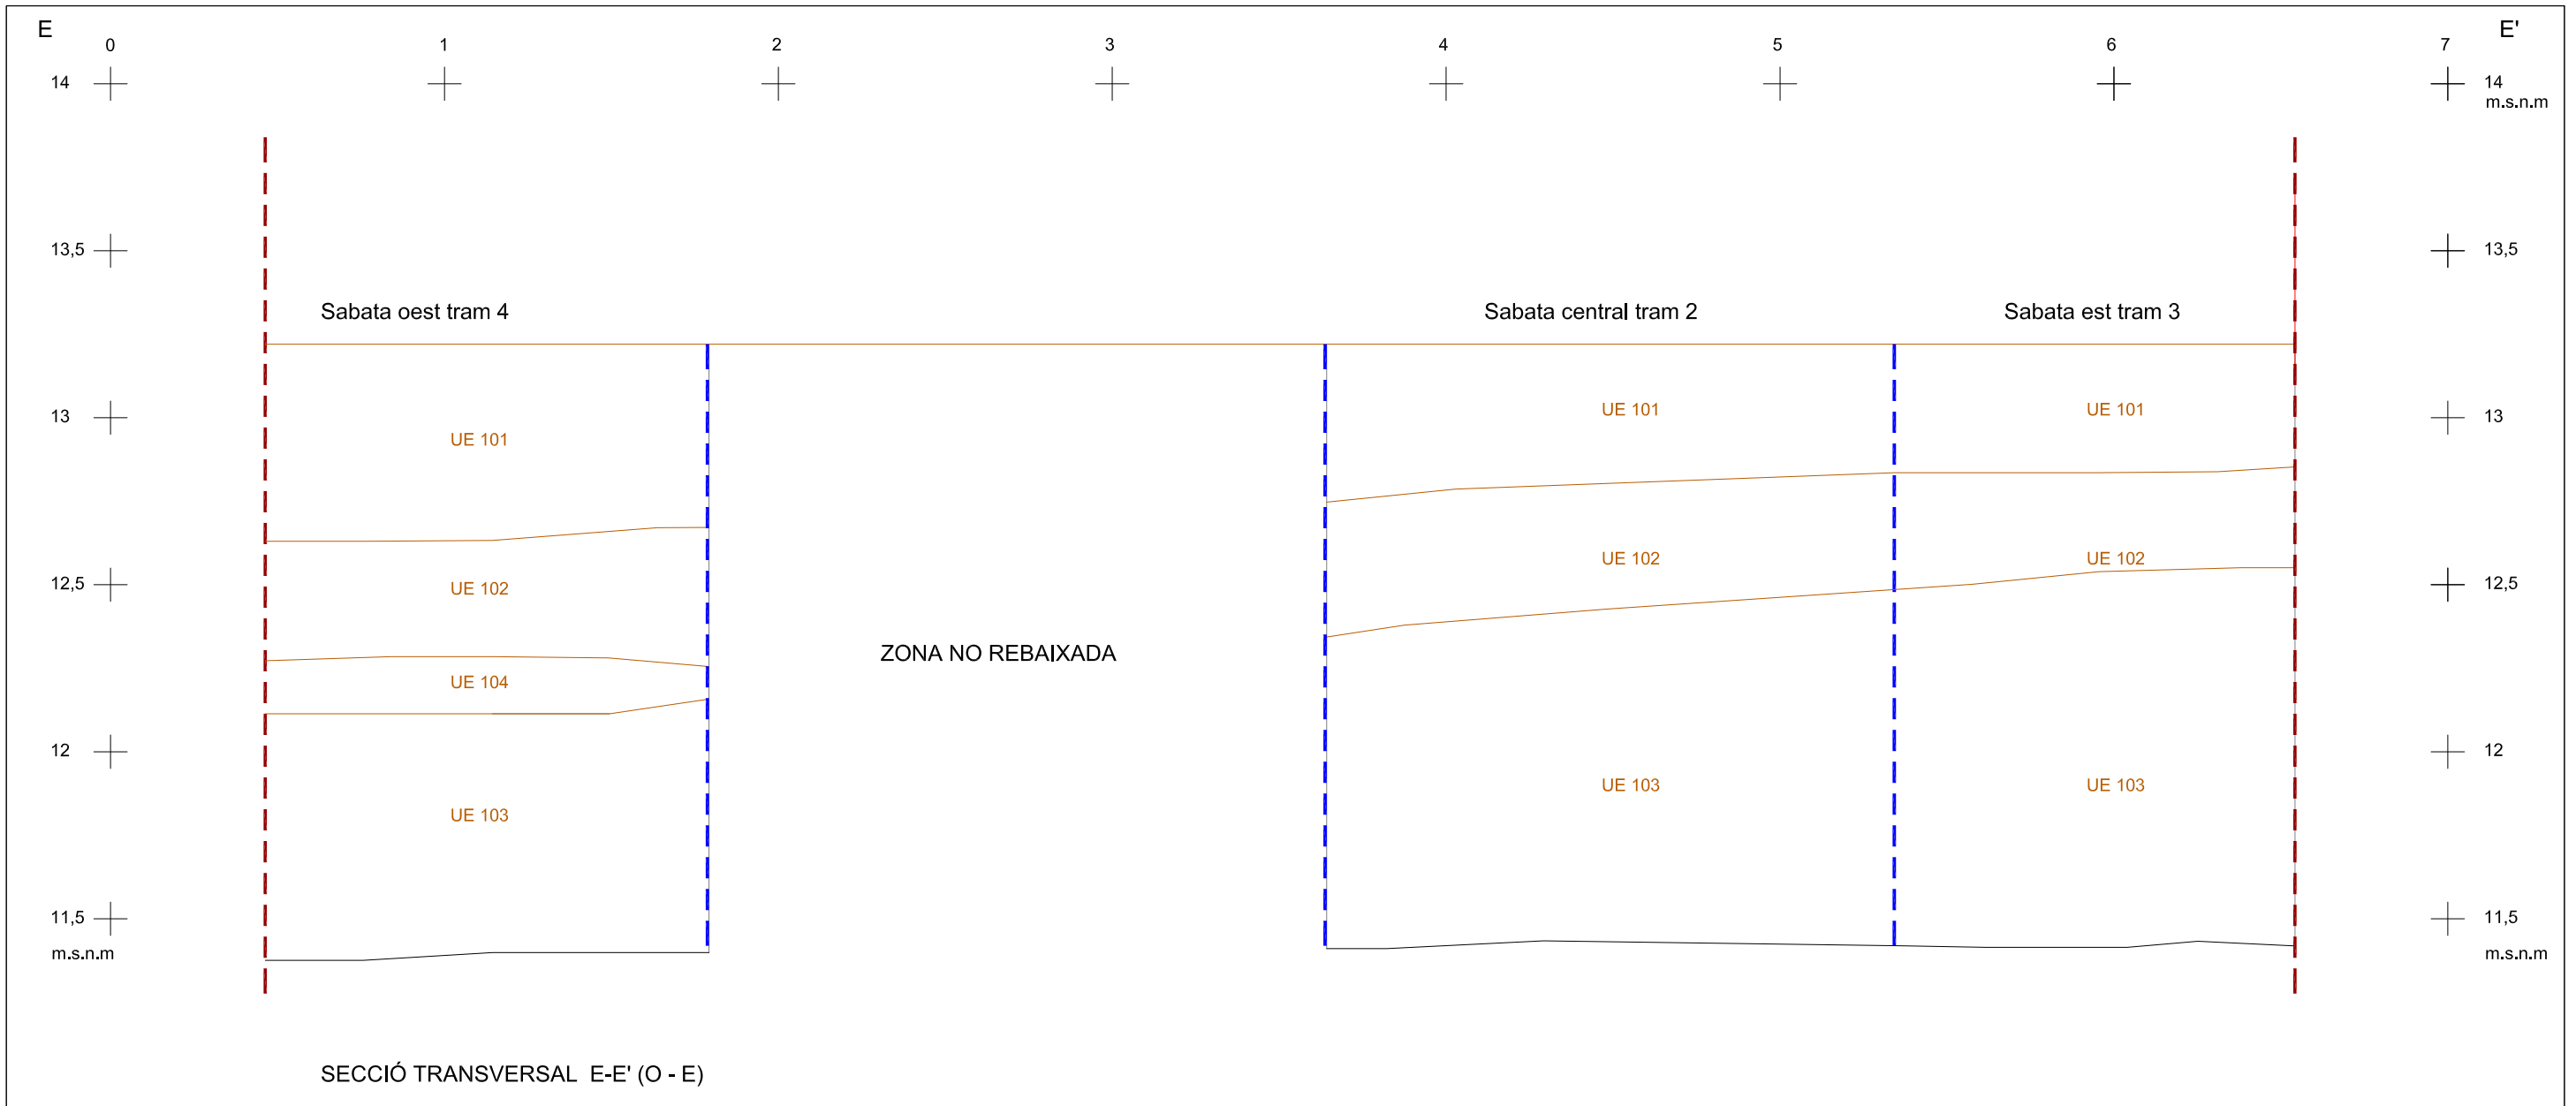 E E'
0 1 2 3 4 5 6 7
14 14
m.s.n.m
13,5 13,5
Sabata oest tram 4 Sabata central tram 2 Sabata est tram 3
13 13
UE 101 UE 101
UE 101
12,5 12,5
UE 102 UE 102
UE 102
ZONA NO REBAIXADA
UE 104
12 12
UE 103 UE 103
UE 103
11,5 11,5
m.s.n.m m.s.n.m
SECCIÓ TRANSVERSAL E-E' (O - E)